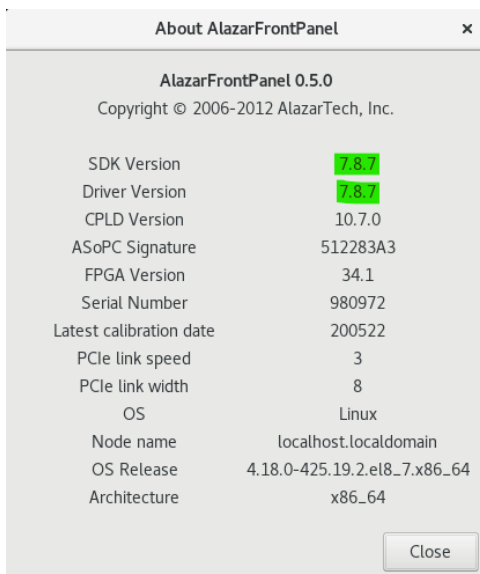 About AlazarFrontPanel ×
AlazarFrontPanel 0.5.0
Copyright © 2006-2012 AlazarTech, Inc.
SDK Version 7.8.7
Driver Version 7.8.7
CPLD Version 10.7.0
ASoPC Signature 512283A3
FPGA Version 34.1
Serial Number 980972
Latest calibration date 200522
PCIe link speed 3
PCIe link width 8
OS Linux
Node name localhost.localdomain
OS Release 4.18.0-425.19.2.el8_7.x86_64
Architecture x86_64
Close